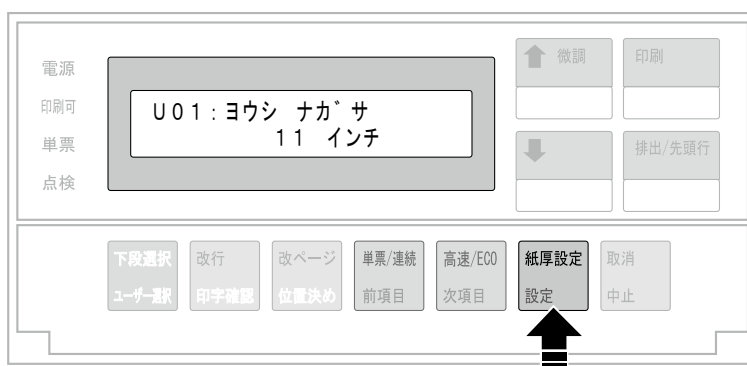 電源
印刷可
単票
点検
U01:ヨウシ ナガサ
11 インチ
微調
印刷
排出/先頭行
下段選択
ユーザー選択
改行
印字確認
改ページ
位置決め
単票/連続
前項目
高速/ECO
次項目
紙厚設定
設定
取消
中止